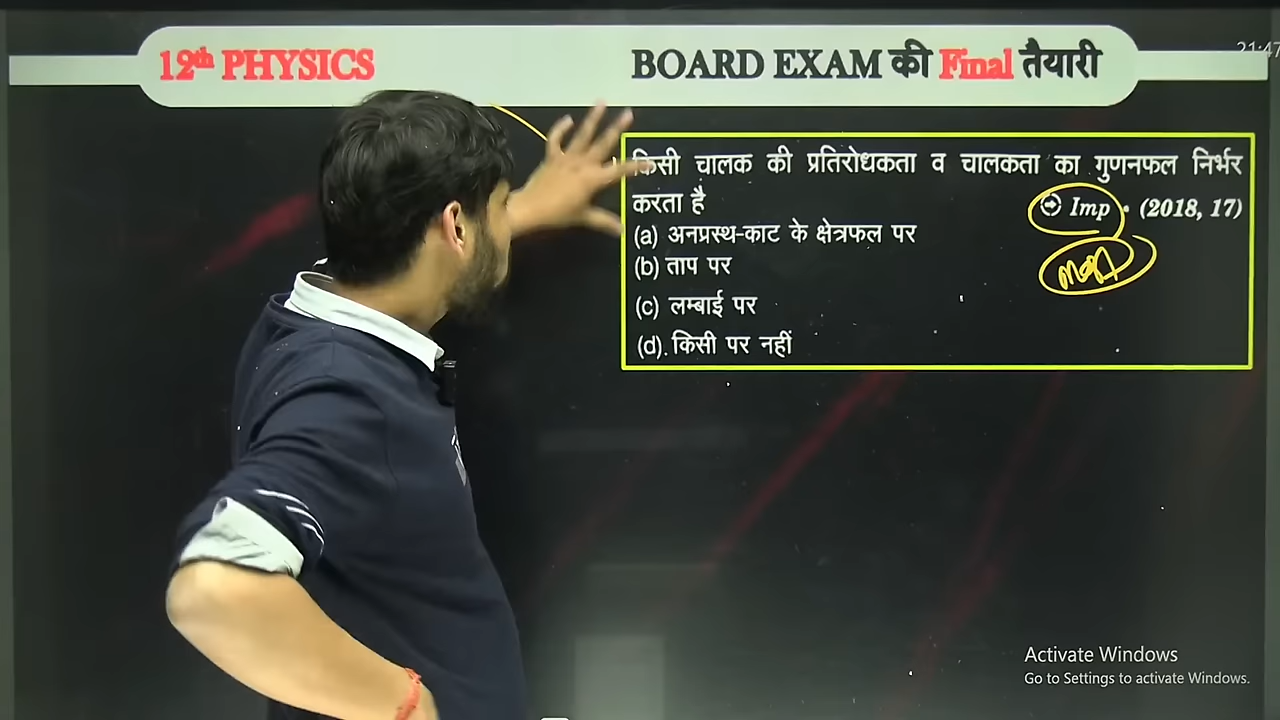 12th PHYSICS
BOARD EXAM की Final तैयारी
21:47
किसी चालक की प्रतिरोधकता व चालकता का गुणनफल निर्भर
करता है
Imp • (2018, 17)
(a) अनप्रस्थ-काट के क्षेत्रफल पर
(b) ताप पर
(c) लम्बाई पर
(d). किसी पर नहीं
Activate Windows
Go to Settings to activate Windows.